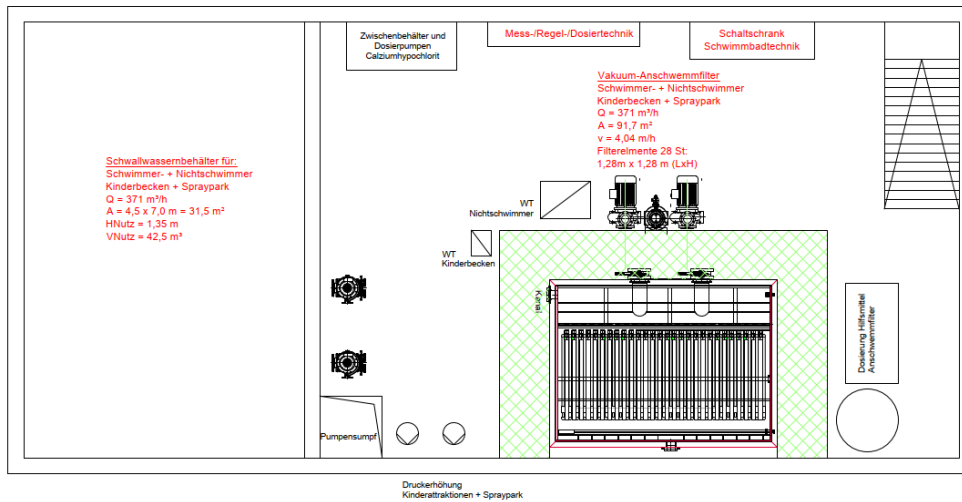 Zwischenbehälter und
Dosierpumpen
Calziumhypochlorit
Mess-/Regel-/Dosiertechnik
Schaltschrank
Schwimmbadtechnik
Vakuum-Anschwemmfilter
Schwimmer- + Nichtschwimmer
Kinderbecken + Spraypark
Q = 371 m³/h
A = 91,7 m²
v = 4,04 m/h
Filterelmente 28 St:
1,28m x 1,28 m (LxH)
Schwallwassernbehälter für:
Schwimmer- + Nichtschwimmer
Kinderbecken + Spraypark
Q = 371 m³/h
A = 4,5 x 7,0 m = 31,5 m²
HNutz = 1,35 m
VNutz = 42,5 m³
WT
Nichtschwimmer
WT
Kinderbecken
Kanal
Dosierung Hilfsmittel
Anschwemmfilter
Pumpensumpf
Druckerhöhung
Kinderattraktionen + Spraypark